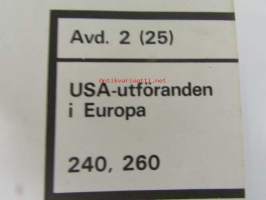 Avd. 2 (25)
USA-utföranden
i Europa
240, 260